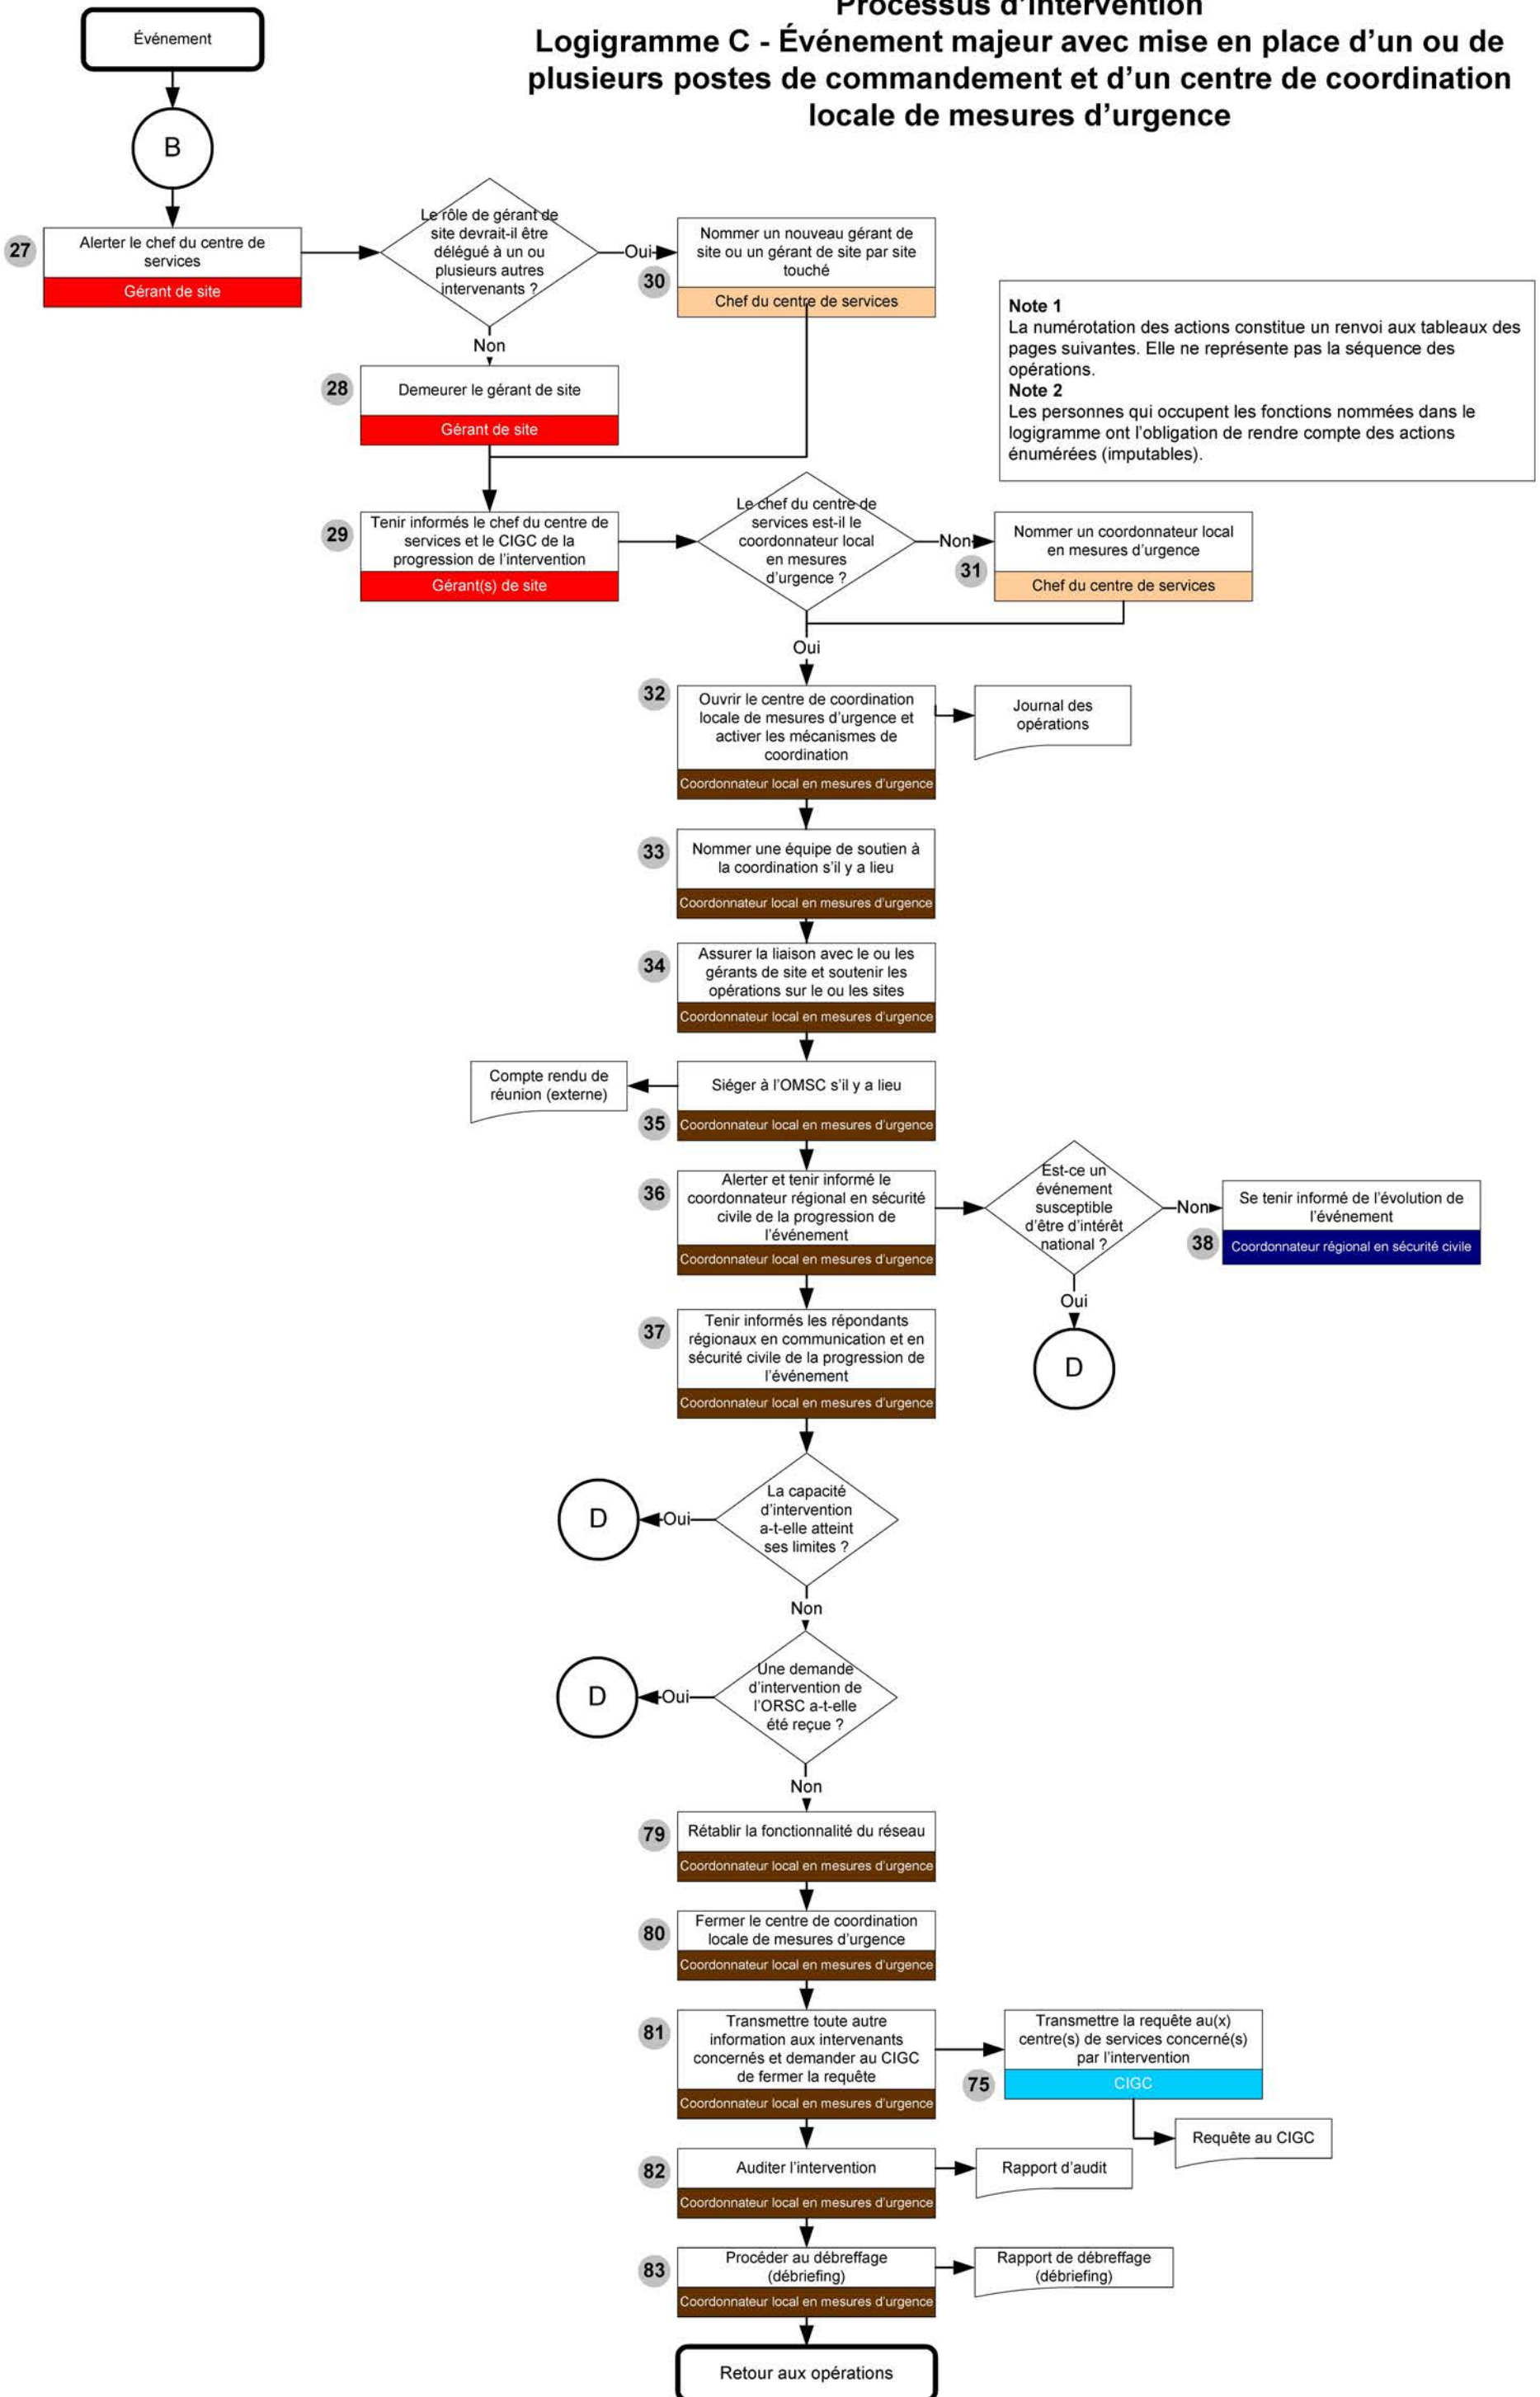 Processus d'intervention
Logigramme C - Événement majeur avec mise en place d'un ou de
plusieurs postes de commandement et d'un centre de coordination
locale de mesures d'urgence
Événement
B
27
Alerter le chef du centre de
services
Gérant de site
Le rôle de gérant de
site devrait-il être
délégué à un ou
plusieurs autres
intervenants ?
Oui
30
Nommer un nouveau gérant de
site ou un gérant de site par site
touché
Chef du centre de services
Note 1
La numérotation des actions constitue un renvoi aux tableaux des
pages suivantes. Elle ne représente pas la séquence des
opérations.
Note 2
Les personnes qui occupent les fonctions nommées dans le
logigramme ont l'obligation de rendre compte des actions
énumérées (imputables).
Non
28
Demeurer le gérant de site
Gérant de site
29
Tenir informés le chef du centre de
services et le CIGC de la
progression de l'intervention
Gérant(s) de site
Le chef du centre de
services est-il le
coordonnateur local
en mesures
d'urgence ?
Non
31
Nommer un coordonnateur local
en mesures d'urgence
Chef du centre de services
Oui
32
Ouvrir le centre de coordination
locale de mesures d'urgence et
activer les mécanismes de
coordination
Coordonnateur local en mesures d'urgence
Journal des
opérations
33
Nommer une équipe de soutien à
la coordination s'il y a lieu
Coordonnateur local en mesures d'urgence
34
Assurer la liaison avec le ou les
gérants de site et soutenir les
opérations sur le ou les sites
Coordonnateur local en mesures d'urgence
Compte rendu de
réunion (externe)
35
Siéger à l'OMSC s'il y a lieu
Coordonnateur local en mesures d'urgence
36
Alerter et tenir informé le
coordonnateur régional en sécurité
civile de la progression de
l'événement
Coordonnateur local en mesures d'urgence
Est-ce un
événement
susceptible
d'être d'intérêt
national ?
Non
38
Se tenir informé de l'évolution de
l'événement
Coordonnateur régional en sécurité civile
Oui
D
37
Tenir informés les répondants
régionaux en communication et en
sécurité civile de la progression de
l'événement
Coordonnateur local en mesures d'urgence
La capacité
d'intervention
a-t-elle atteint
ses limites ?
Oui
D
Non
Une demande
d'intervention de
l'ORSC a-t-elle
été reçue ?
Oui
D
Non
79
Rétablir la fonctionnalité du réseau
Coordonnateur local en mesures d'urgence
80
Fermer le centre de coordination
locale de mesures d'urgence
Coordonnateur local en mesures d'urgence
81
Transmettre toute autre
information aux intervenants
concernés et demander au CIGC
de fermer la requête
Coordonnateur local en mesures d'urgence
75
Transmettre la requête au(x)
centre(s) de services concerné(s)
par l'intervention
CIGC
Requête au CIGC
82
Auditer l'intervention
Coordonnateur local en mesures d'urgence
Rapport d'audit
83
Procéder au débreffage
(débriefing)
Coordonnateur local en mesures d'urgence
Rapport de débreffage
(débriefing)
Retour aux opérations